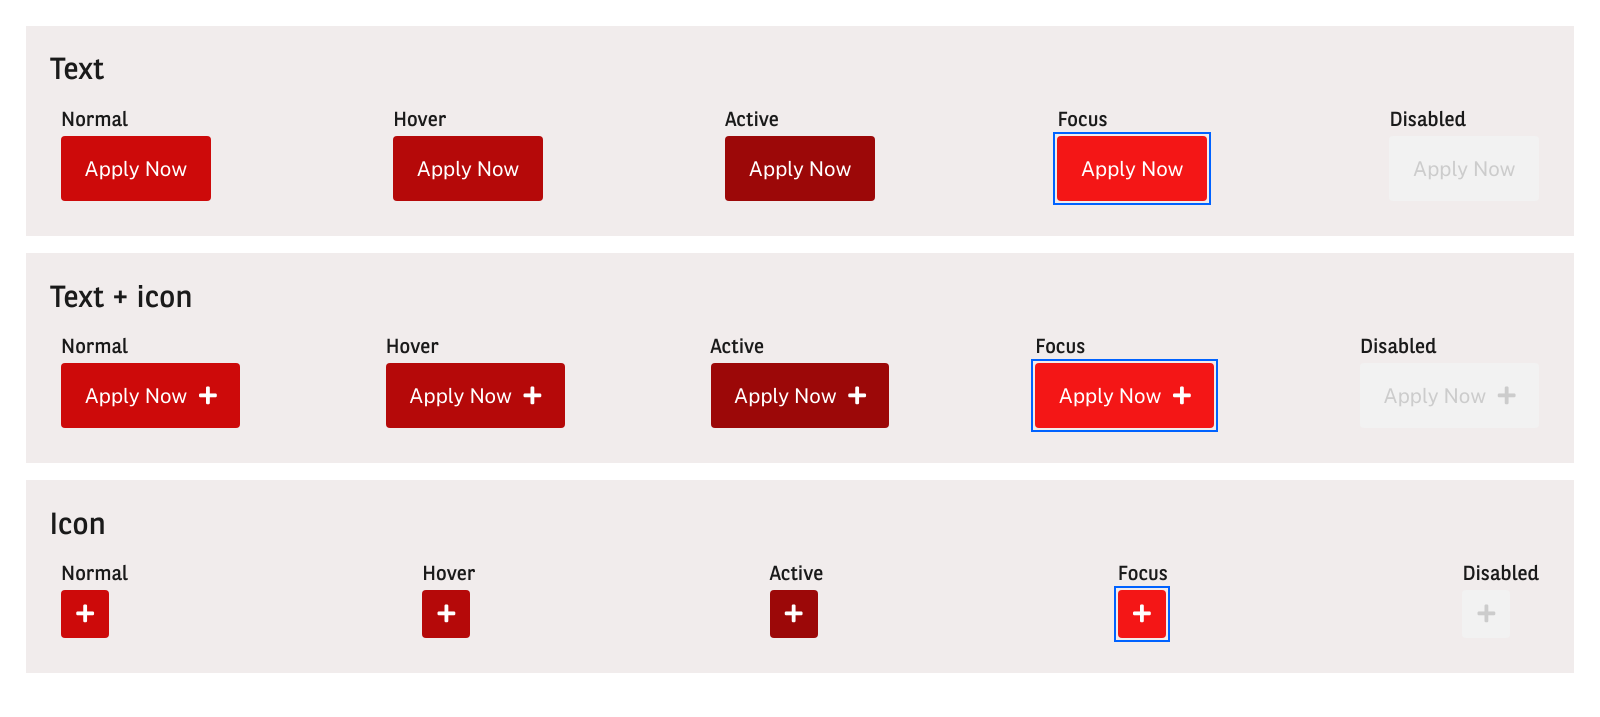 Text
Normal Hover Active Focus Disabled
Apply Now Apply Now Apply Now Apply Now Apply Now
Text + icon
Normal Hover Active Focus Disabled
Apply Now Apply Now Apply Now Apply Now Apply Now
Icon
Normal Hover Active Focus Disabled